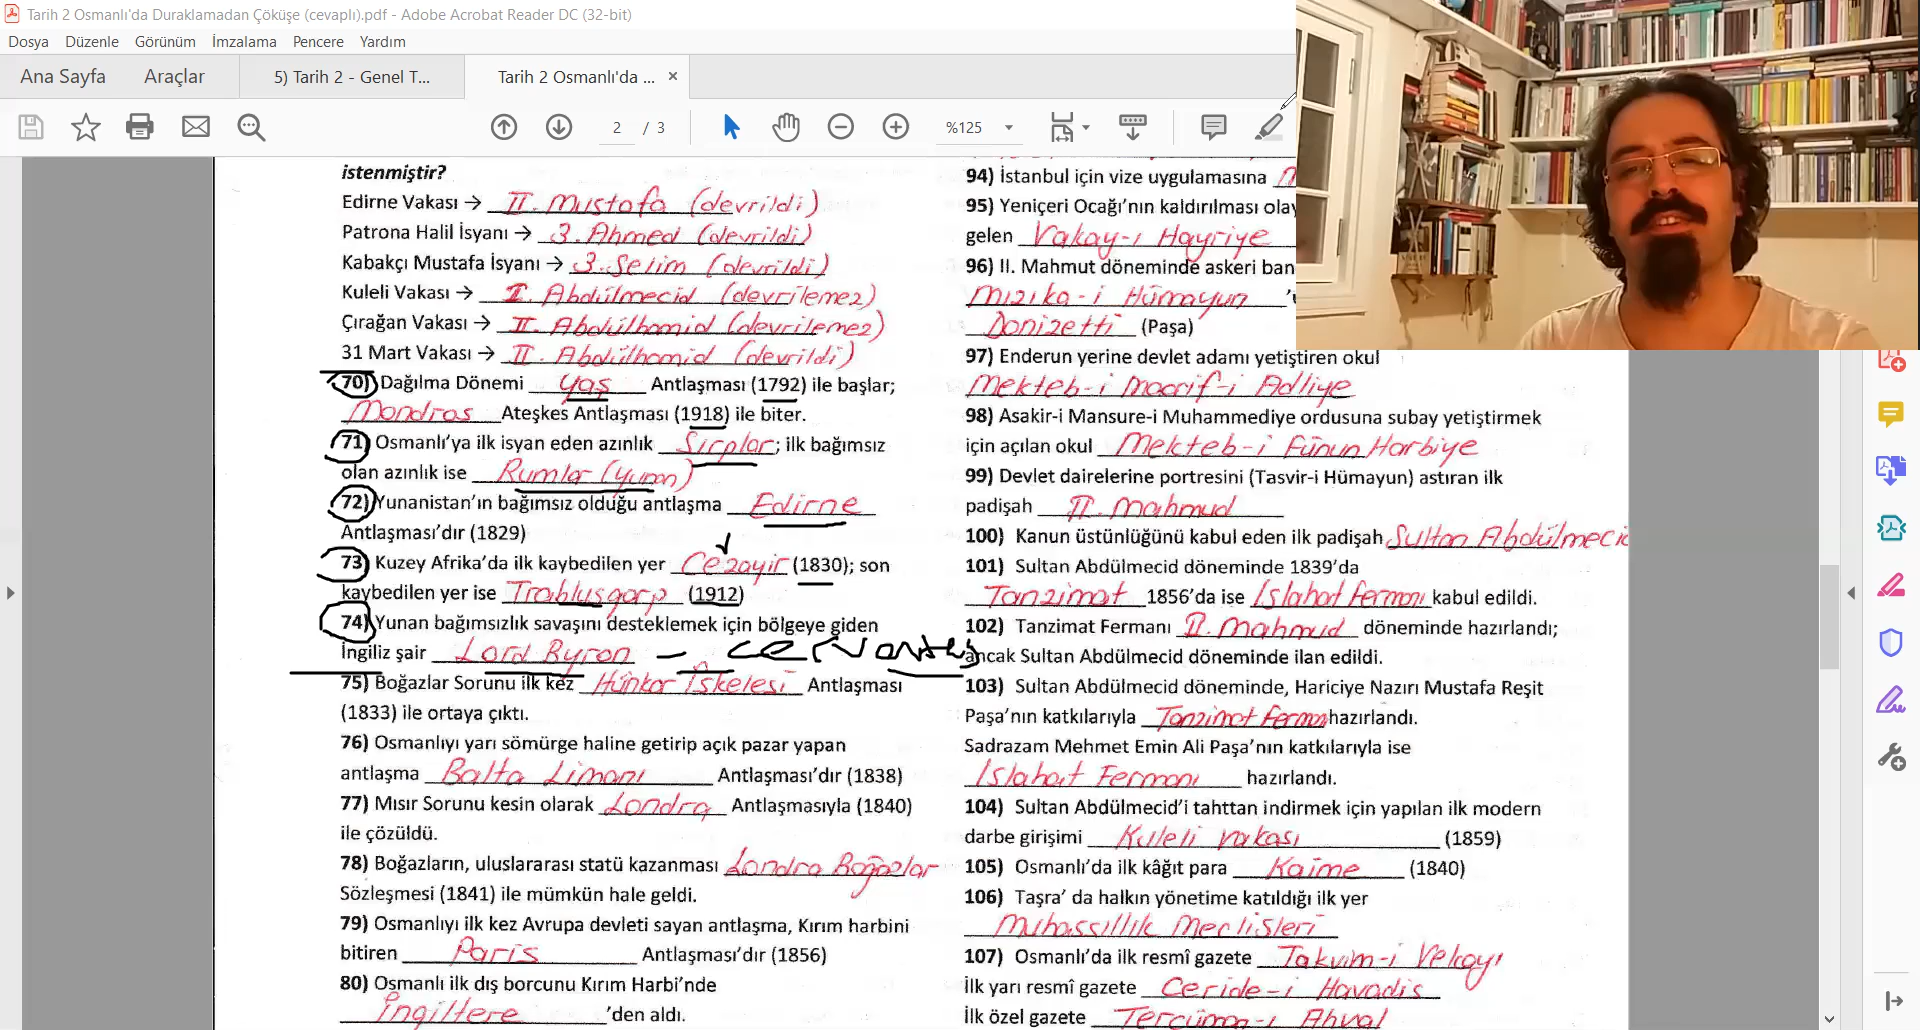 Tarih 2 Osmanlı'da Duraklamadan Çöküşe (cevaplı).pdf - Adobe Acrobat Reader DC (32-bit)
Dosya Düzenle Görünüm İmzalama Pencere Yardım
Ana Sayfa Araçlar 5) Tarih 2 - Genel T... Tarih 2 Osmanlı'da ... ×
2 / 3 %125
istenmiştir?
Edirne Vakası → II. Mustafa (devrildi)
Patrona Halil İsyanı → 3. Ahmed (devrildi)
Kabakçı Mustafa İsyanı → 3. Selim (devrildi)
Kuleli Vakası → I. Abdülmecid (devrilemez)
Çırağan Vakası → II. Abdülhamid (devrilemez)
31 Mart Vakası → II. Abdülhamid (devrildi)
70) Dağılma Dönemi Yaş Antlaşması (1792) ile başlar;
Mondros Ateşkes Antlaşması (1918) ile biter.
71) Osmanlı'ya ilk isyan eden azınlık Sırplar; ilk bağımsız
olan azınlık ise Rumlar (Yunan)
72) Yunanistan'ın bağımsız olduğu antlaşma Edirne
Antlaşması'dır (1829)
73) Kuzey Afrika'da ilk kaybedilen yer Cezayir (1830); son
kaybedilen yer ise Trablusgarp (1912)
74) Yunan bağımsızlık savaşını desteklemek için bölgeye giden
İngiliz şair Lord Byron - cervantes
75) Boğazlar Sorunu ilk kez Hünkar İskelesi Antlaşması
(1833) ile ortaya çıktı.
76) Osmanlıyı yarı sömürge haline getirip açık pazar yapan
antlaşma Balta Limanı Antlaşması'dır (1838)
77) Mısır Sorunu kesin olarak Londra Antlaşmasıyla (1840)
ile çözüldü.
78) Boğazların, uluslararası statü kazanması Londra Boğazlar
Sözleşmesi (1841) ile mümkün hale geldi.
79) Osmanlıyı ilk kez Avrupa devleti sayan antlaşma, Kırım harbini
bitiren Paris Antlaşması'dır (1856)
80) Osmanlı ilk dış borcunu Kırım Harbi'nde
İngiltere 'den aldı.
94) İstanbul için vize uygulamasına
95) Yeniçeri Ocağı'nın kaldırılması
gelen Vakay-ı Hayriye
96) II. Mahmut döneminde askeri
Mızıka-i Hümayun
Donizetti (Paşa)
97) Enderun yerine devlet adamı yetiştiren okul
Mekteb-i Maarif-i Adliye
98) Asakir-i Mansure-i Muhammediye ordusuna subay yetiştirmek
için açılan okul Mekteb-i Fünun Harbiye
99) Devlet dairelerine portresini (Tasvir-i Hümayun) astıran ilk
padişah II. Mahmud
100) Kanun üstünlüğünü kabul eden ilk padişah Sultan Abdülmecid
101) Sultan Abdülmecid döneminde 1839'da
Tanzimat 1856'da ise Islahat Fermanı kabul edildi.
102) Tanzimat Fermanı II. Mahmud döneminde hazırlandı;
ancak Sultan Abdülmecid döneminde ilan edildi.
103) Sultan Abdülmecid döneminde, Hariciye Nazırı Mustafa Reşit
Paşa'nın katkılarıyla Tanzimat Fermanı hazırlandı.
Sadrazam Mehmet Emin Ali Paşa'nın katkılarıyla ise
Islahat Fermanı hazırlandı.
104) Sultan Abdülmecid'i tahttan indirmek için yapılan ilk modern
darbe girişimi Kuleli Vakası (1859)
105) Osmanlı'da ilk kâğıt para Kaime (1840)
106) Taşra' da halkın yönetime katıldığı ilk yer
Muhassıllık Meclisleri
107) Osmanlı'da ilk resmî gazete Takvim-i Vekayi
İlk yarı resmî gazete Ceride-i Havadis
İlk özel gazete Tercüman-ı Ahval